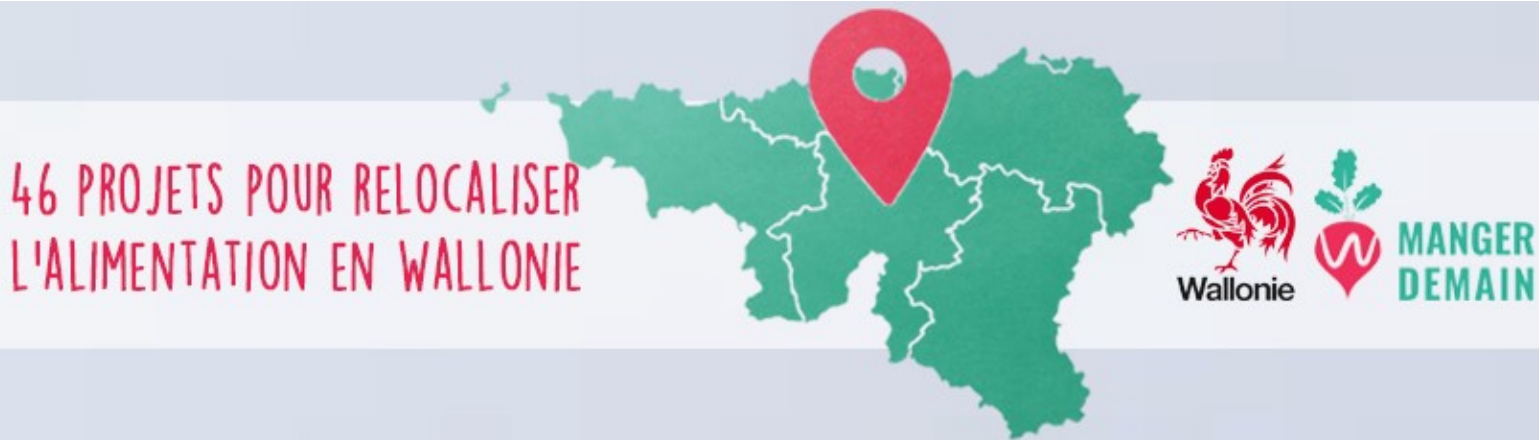 46 PROJETS POUR RELOCALISER
L'ALIMENTATION EN WALLONIE
Wallonie
MANGER
DEMAIN